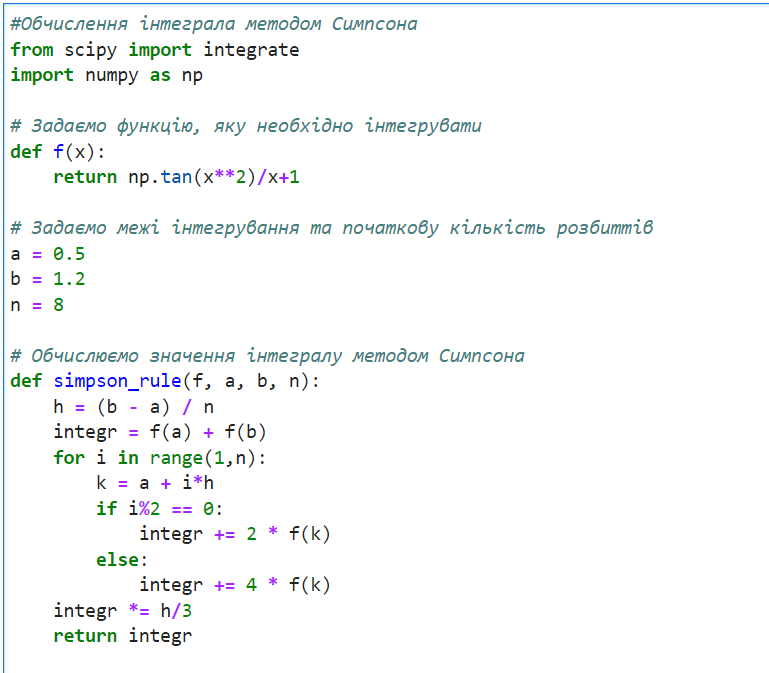 #Обчислення інтеграла методом Симпсона
from scipy import integrate
import numpy as np
# Задаємо функцію, яку необхідно інтегрувати
def f(x):
    return np.tan(x**2)/x+1
# Задаємо межі інтегрування та початкову кількість розбиттів
a = 0.5
b = 1.2
n = 8
# Обчислюємо значення інтегралу методом Симпсона
def simpson_rule(f, a, b, n):
    h = (b - a) / n
    integr = f(a) + f(b)
    for i in range(1,n):
        k = a + i*h
        if i%2 == 0:
            integr += 2 * f(k)
        else:
            integr += 4 * f(k)
    integr *= h/3
    return integr